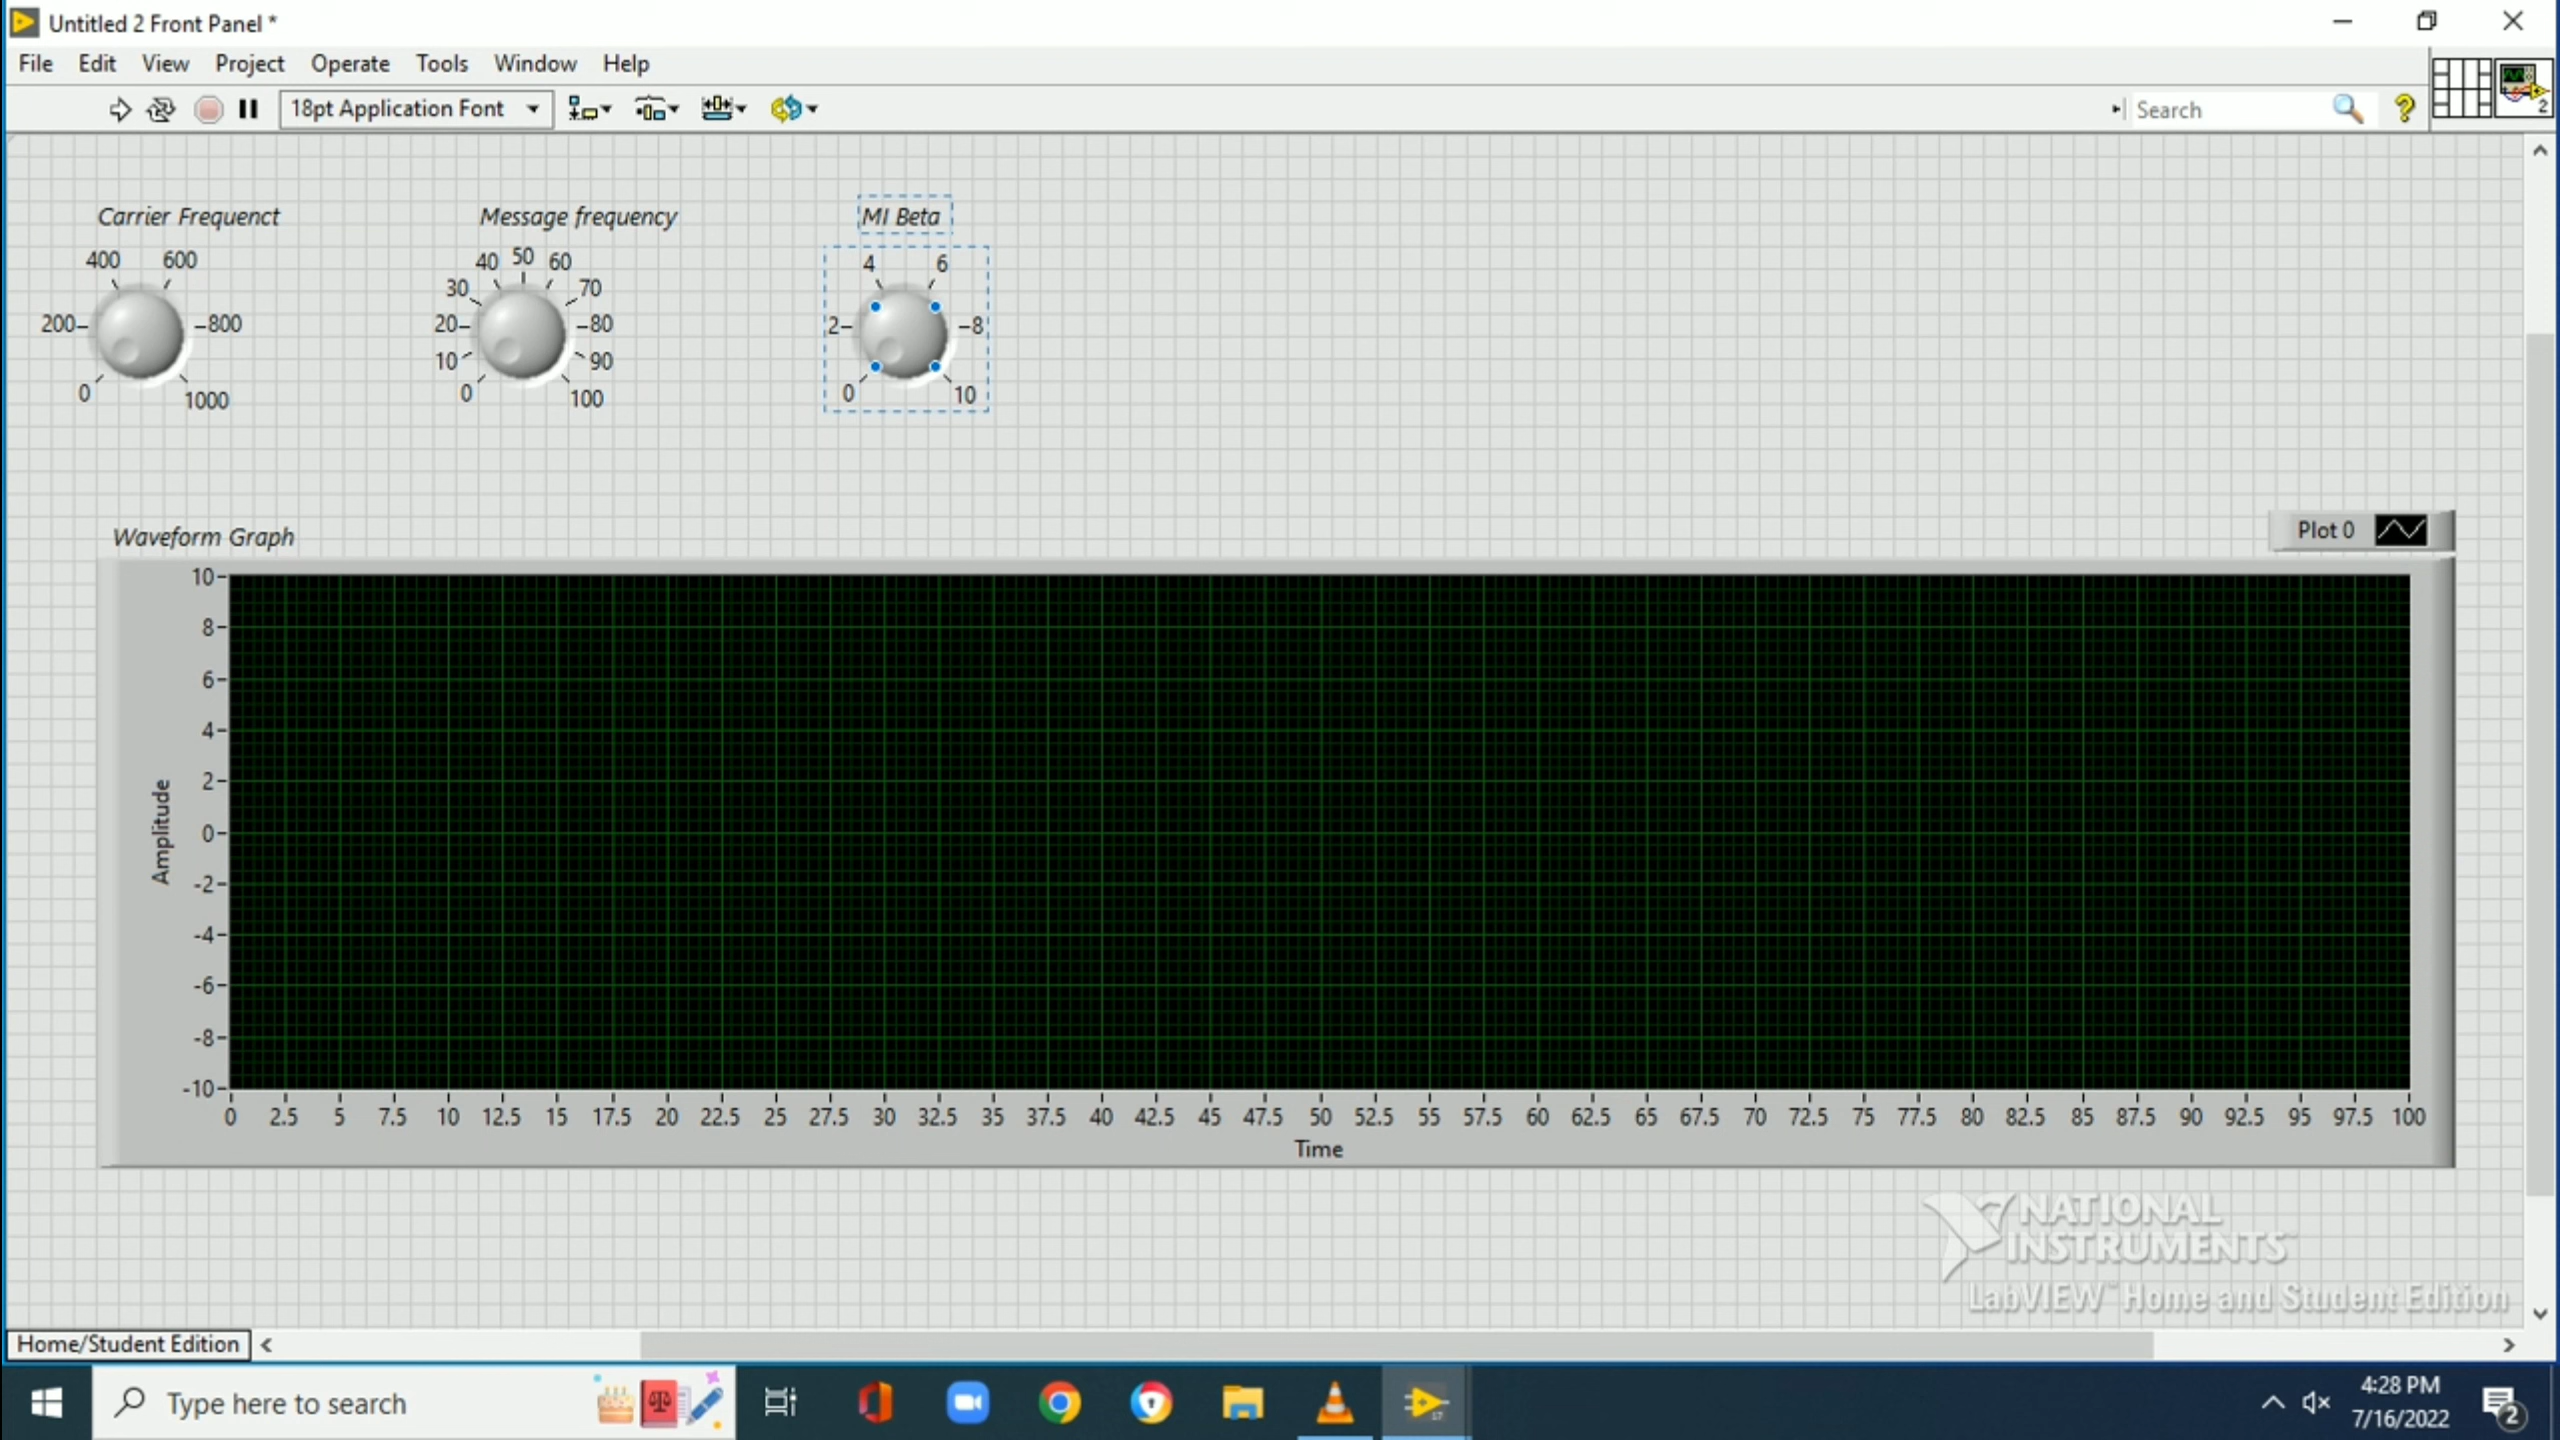 Untitled 2 Front Panel *
File Edit View Project Operate Tools Window Help
18pt Application Font
Search
2
Carrier Frequenct
Message frequency
MI Beta
400 600
200 800
0 1000
50
40 60
30 70
20 80
10 90
0 100
4 6
2 8
0 10
Waveform Graph
Plot 0
10
8
6
4
2
0
-2
-4
-6
-8
-10
Amplitude
0 2.5 5 7.5 10 12.5 15 17.5 20 22.5 25 27.5 30 32.5 35 37.5 40 42.5 45 47.5 50 52.5 55 57.5 60 62.5 65 67.5 70 72.5 75 77.5 80 82.5 85 87.5 90 92.5 95 97.5 100
Time
NATIONAL
INSTRUMENTS™
LabVIEW™ Home and Student Edition
Home/Student Edition
Type here to search
17
4:28 PM
7/16/2022
2